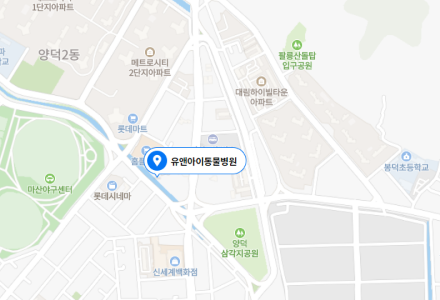 1단지아파트
양덕2동
메트로시티
2단지아파트
팔룡산돌탑
입구공원
대림하이빌타운
아파트
롯데마트
홈플
유앤아이동물병원
봄덕초등학교
마산야구센터
롯데시네마
양덕
삼각지공원
신세계백화점